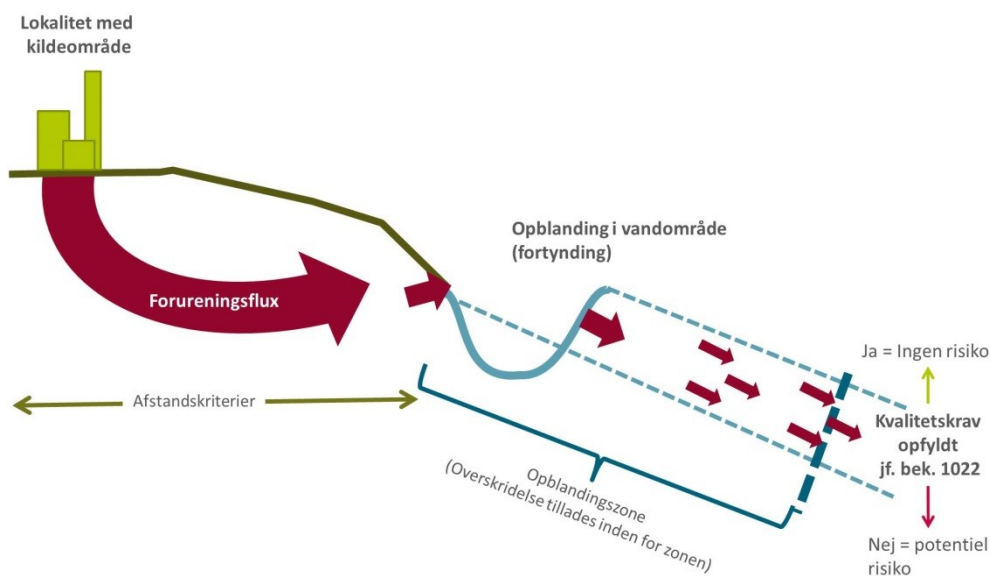 Lokalitet med
kildeområde
Opblanding i vandområde
(fortynding)
Forureningsflux
Ja = Ingen risiko
Afstandskriterier
Kvalitetskrav
opfyldt
jf. bek. 1022
Opblandingszone
(Overskridelse tillades inden for zonen)
Nej = potentiel
risiko